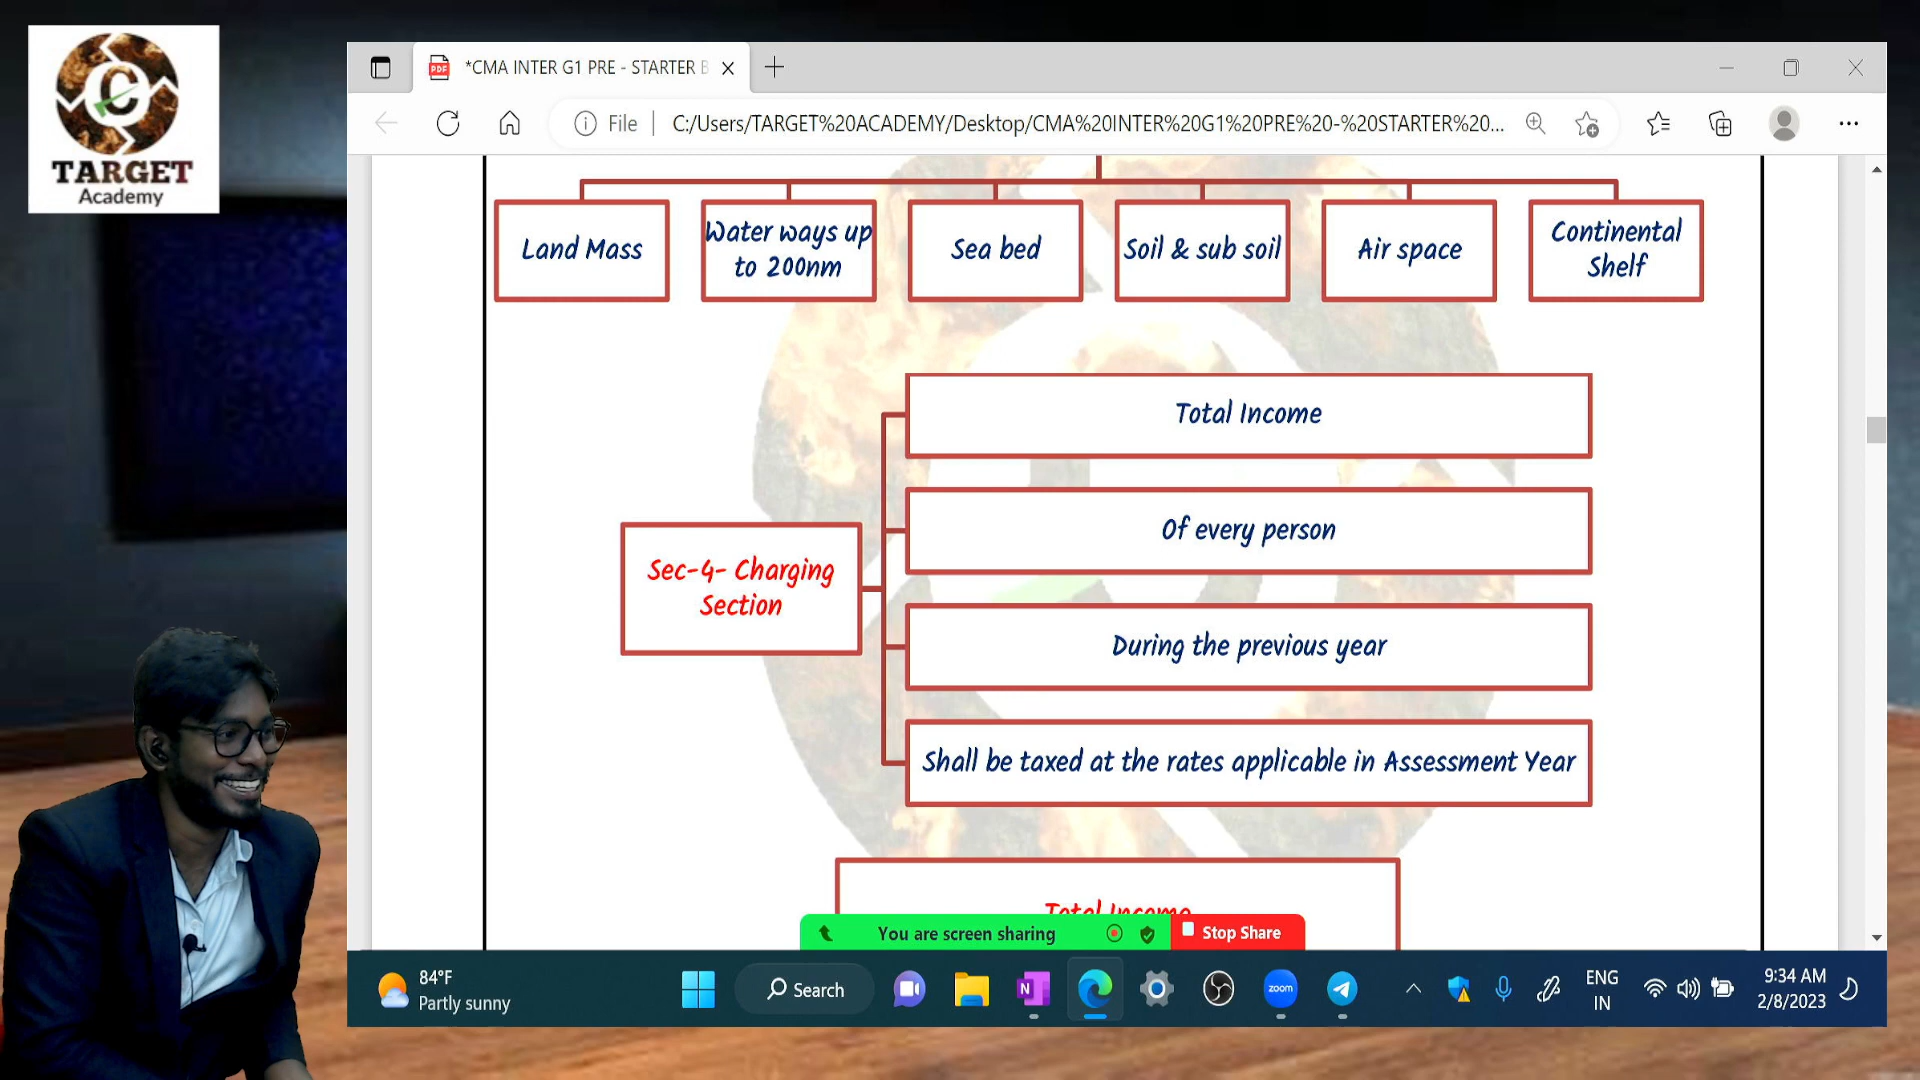 TARGET
Academy
*CMA INTER G1 PRE - STARTER B
File
C:/Users/TARGET%20ACADEMY/Desktop/CMA%20INTER%20G1%20PRE%20-%20STARTER%20...
Land Mass
Water ways up
to 200nm
Sea bed
Soil & sub soil
Air space
Continental
Shelf
Total Income
Of every person
Sec-4- Charging
Section
During the previous year
Shall be taxed at the rates applicable in Assessment Year
Total Income
You are screen sharing
Stop Share
84°F
Partly sunny
Search
zoom
ENG
IN
9:34 AM
2/8/2023